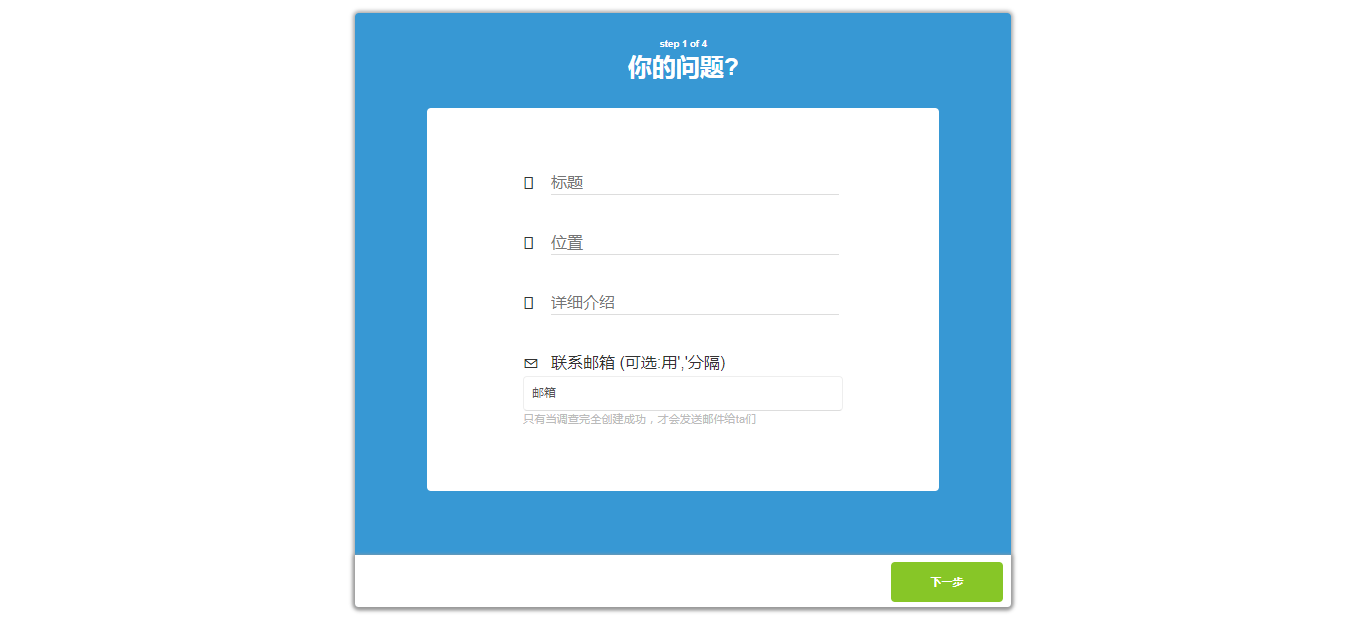 step 1 of 4
你的问题?
标题
位置
详细介绍
联系邮箱 (可选:用','分隔)
邮箱
只有当调查完全创建成功，才会发送邮件给ta们
下一步